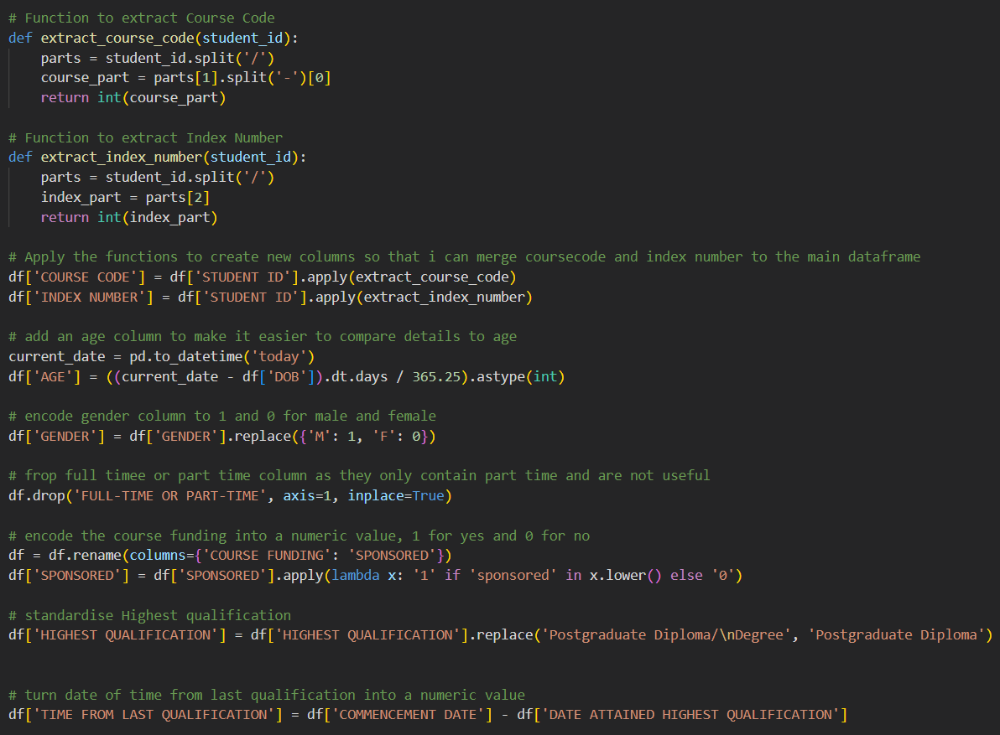 # Function to extract Course Code
def extract_course_code(student_id):
    parts = student_id.split('/')
    course_part = parts[1].split('-')[0]
    return int(course_part)

# Function to extract Index Number
def extract_index_number(student_id):
    parts = student_id.split('/')
    index_part = parts[2]
    return int(index_part)

# Apply the functions to create new columns so that i can merge coursecode and index number to the main dataframe
df['COURSE CODE'] = df['STUDENT ID'].apply(extract_course_code)
df['INDEX NUMBER'] = df['STUDENT ID'].apply(extract_index_number)

# add an age column to make it easier to compare details to age
current_date = pd.to_datetime('today')
df['AGE'] = ((current_date - df['DOB']).dt.days / 365.25).astype(int)

# encode gender column to 1 and 0 for male and female
df['GENDER'] = df['GENDER'].replace({'M': 1, 'F': 0})

# frop full timee or part time column as they only contain part time and are not useful
df.drop('FULL-TIME OR PART-TIME', axis=1, inplace=True)

# encode the course funding into a numeric value, 1 for yes and 0 for no
df = df.rename(columns={'COURSE FUNDING': 'SPONSORED'})
df['SPONSORED'] = df['SPONSORED'].apply(lambda x: '1' if 'sponsored' in x.lower() else '0')

# standardise Highest qualification
df['HIGHEST QUALIFICATION'] = df['HIGHEST QUALIFICATION'].replace('Postgraduate Diploma/\nDegree', 'Postgraduate Diploma')


# turn date of time from last qualification into a numeric value
df['TIME FROM LAST QUALIFICATION'] = df['COMMENCEMENT DATE'] - df['DATE ATTAINED HIGHEST QUALIFICATION']